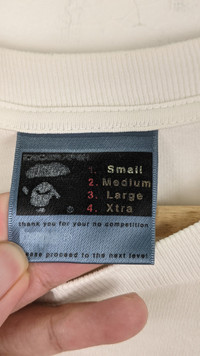 1. Small
2. Medium
3. Large
4. Xtra
thank you for your no competition
please proceed to the next level